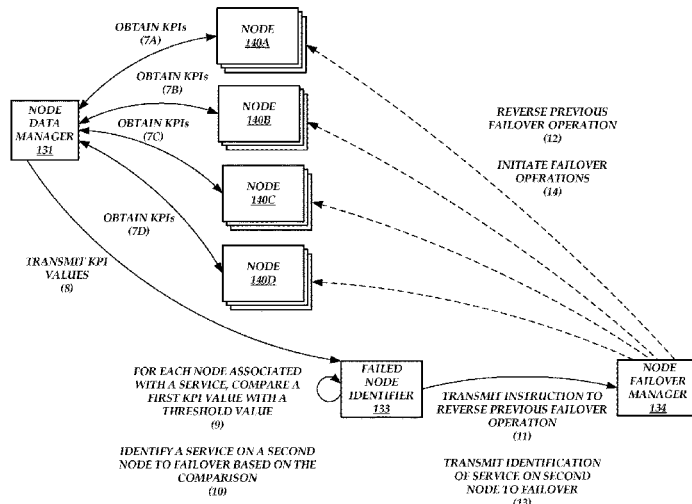 OBTAIN KPIs
(7A)
NODE
140A
OBTAIN KPIs
(7B)
NODE
140B
NODE
DATA
MANAGER
131
OBTAIN KPIs
(7C)
NODE
140C
OBTAIN KPIs
(7D)
NODE
140D
REVERSE PREVIOUS
FAILOVER OPERATION
(12)
INITIATE FAILOVER
OPERATIONS
(14)
TRANSMIT KPI
VALUES
(8)
FOR EACH NODE ASSOCIATED
WITH A SERVICE, COMPARE A
FIRST KPI VALUE WITH A
THRESHOLD VALUE
(9)
IDENTIFY A SERVICE ON A SECOND
NODE TO FAILOVER BASED ON THE
COMPARISON
(10)
FAILED
NODE
IDENTIFIER
133
TRANSMIT INSTRUCTION TO
REVERSE PREVIOUS FAILOVER
OPERATION
(11)
TRANSMIT IDENTIFICATION
OF SERVICE ON SECOND
NODE TO FAILOVER
(13)
NODE
FAILOVER
MANAGER
134